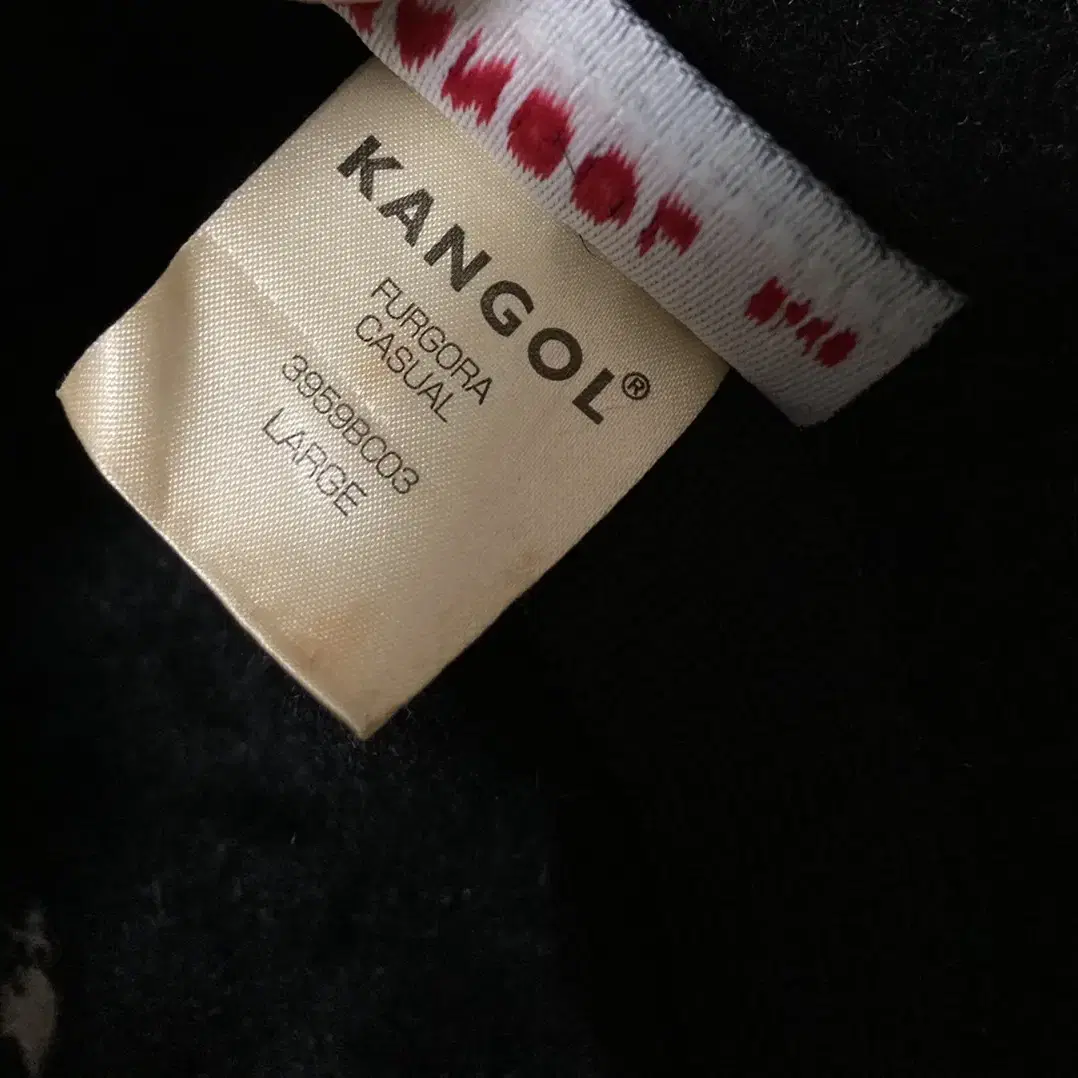 KANGOL®
FURGORA
CASUAL
3959BC03
LARGE